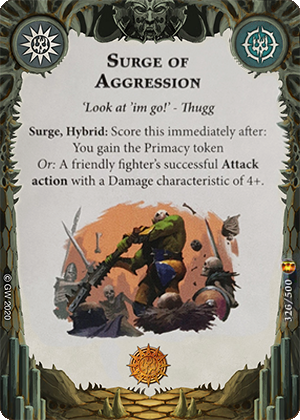 SURGE OF
AGGRESSION
'Look at 'im go!' - Thugg
Surge, Hybrid: Score this immediately after:
You gain the Primacy token
Or: A friendly fighter's successful Attack
action with a Damage characteristic of 4+.
© GW 2020
326/500